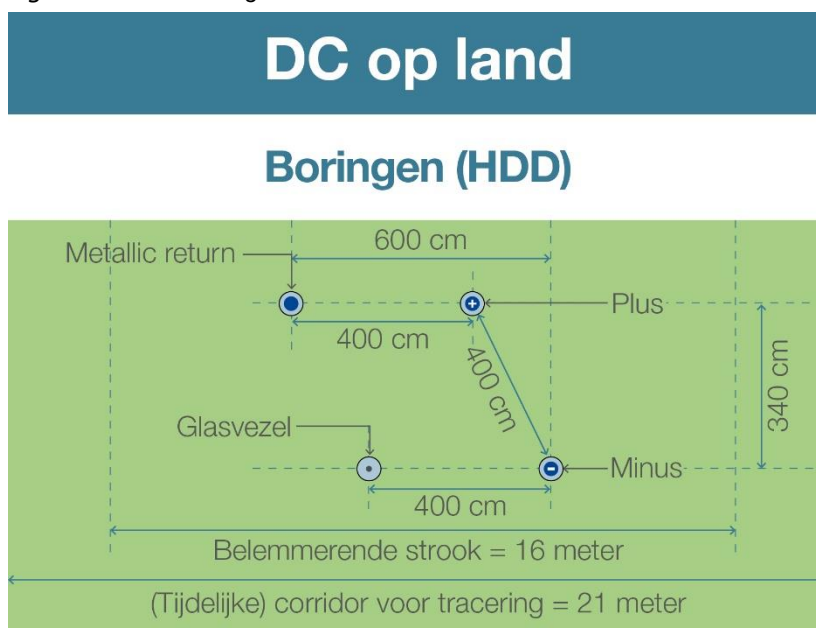 DC op land
Boringen (HDD)
600 cm
Metallic return
Plus
400 cm
400 cm
340 cm
Glasvezel
Minus
400 cm
Belemmerende strook = 16 meter
(Tijdelijke) corridor voor tracering = 21 meter